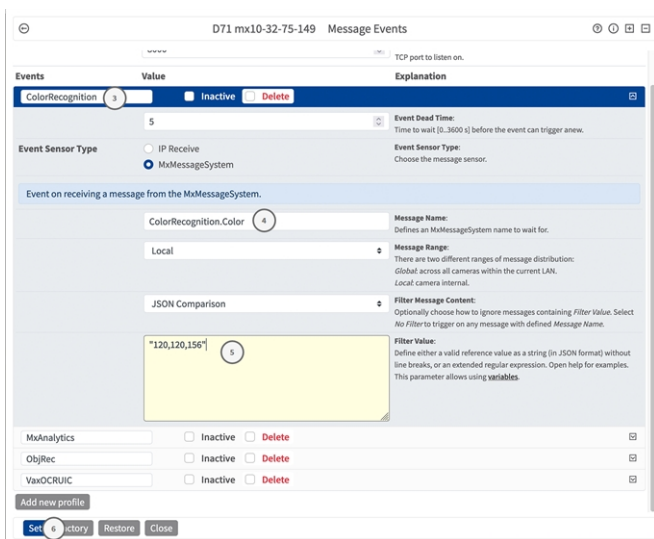 D71 mx10-32-75-149 Message Events
TCP port to listen on.
Events Value Explanation
ColorRecognition 3 Inactive Delete
5 Event Dead Time:
Time to wait [0..3600 s] before the event can trigger anew.
Event Sensor Type IP Receive Event Sensor Type:
MxMessageSystem Choose the message sensor.
Event on receiving a message from the MxMessageSystem.
ColorRecognition.Color 4 Message Name:
Defines an MxMessageSystem name to wait for.
Local Message Range:
There are two different ranges of message distribution:
Global: across all cameras within the current LAN.
Local: camera internal.
JSON Comparison Filter Message Content:
Optionally choose how to ignore messages containing Filter Value. Select
No Filter to trigger on any message with defined Message Name.
"120,120,156" 5 Filter Value:
Define either a valid reference value as a string (in JSON format) without
line breaks, or an extended regular expression. Open help for examples.
This parameter allows using variables.
MxAnalytics Inactive Delete
ObjRec Inactive Delete
VaxOCRUIC Inactive Delete
Add new profile
Set 6 ctory Restore Close